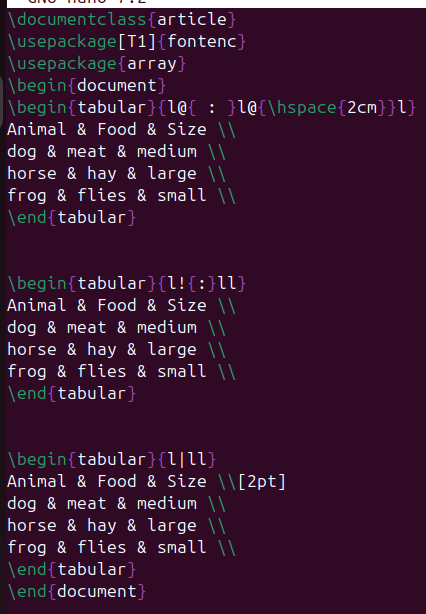 GNU nano 7.2
\documentclass{article}
\usepackage[T1]{fontenc}
\usepackage{array}
\begin{document}
\begin{tabular}{l@{ : }l@{\hspace{2cm}}l}
Animal & Food & Size \\
dog & meat & medium \\
horse & hay & large \\
frog & flies & small \\
\end{tabular}
\begin{tabular}{l!{:}ll}
Animal & Food & Size \\
dog & meat & medium \\
horse & hay & large \\
frog & flies & small \\
\end{tabular}
\begin{tabular}{l|ll}
Animal & Food & Size \\[2pt]
dog & meat & medium \\
horse & hay & large \\
frog & flies & small \\
\end{tabular}
\end{document}